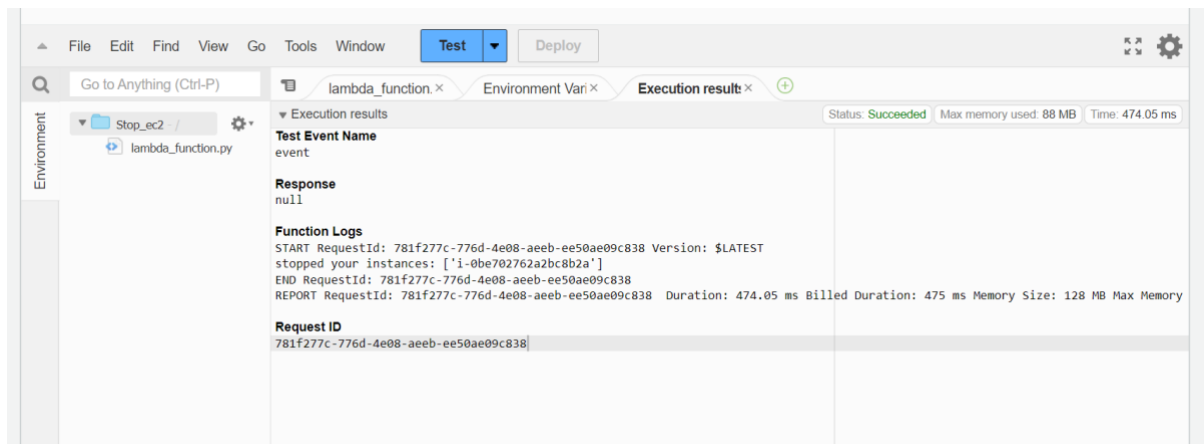 File Edit Find View Go Tools Window Test Deploy
Go to Anything (Ctrl-P) lambda_function.× Environment Vari× Execution results×
Environment
Stop_ec2 - /
lambda_function.py
Execution results Status: Succeeded Max memory used: 88 MB Time: 474.05 ms
Test Event Name
event
Response
null
Function Logs
START RequestId: 781f277c-776d-4e08-aeeb-ee50ae09c838 Version: $LATEST
stopped your instances: ['i-0be702762a2bc8b2a']
END RequestId: 781f277c-776d-4e08-aeeb-ee50ae09c838
REPORT RequestId: 781f277c-776d-4e08-aeeb-ee50ae09c838 Duration: 474.05 ms Billed Duration: 475 ms Memory Size: 128 MB Max Memory
Request ID
781f277c-776d-4e08-aeeb-ee50ae09c838